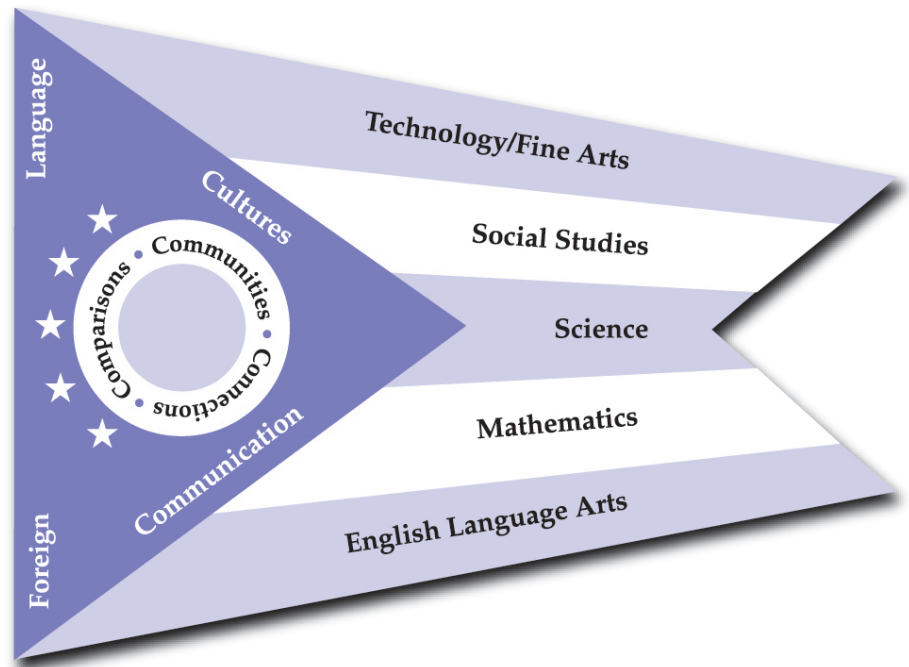 Foreign Language
Cultures
Communication
Communities • Connections • Comparisons •
Technology/Fine Arts
Social Studies
Science
Mathematics
English Language Arts